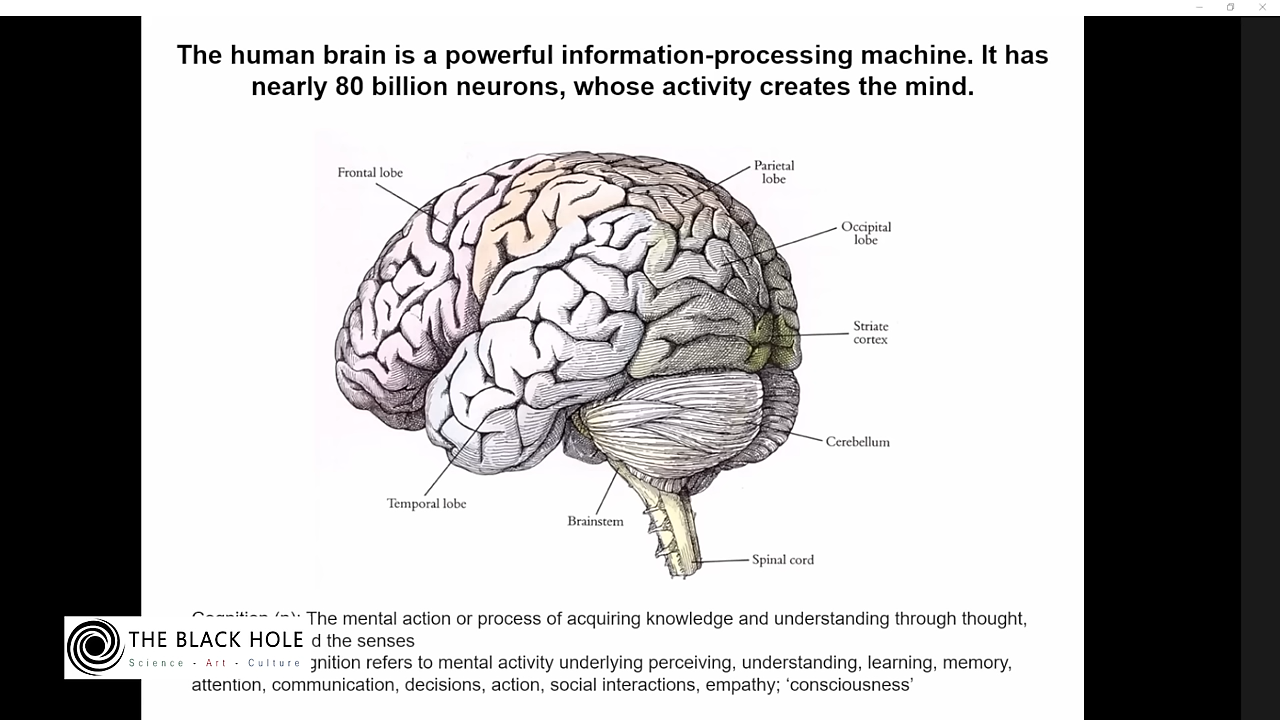 The human brain is a powerful information-processing machine. It has
nearly 80 billion neurons, whose activity creates the mind.
Frontal lobe
Parietal
lobe
Occipital
lobe
Striate
cortex
Cerebellum
Temporal lobe
Brainstem
Spinal cord
Cognition (n): The mental action or process of acquiring knowledge and understanding through thought,
d the senses
gnition refers to mental activity underlying perceiving, understanding, learning, memory,
attention, communication, decisions, action, social interactions, empathy; ‘consciousness’
THE BLACK HOLE
Science - Art - Culture